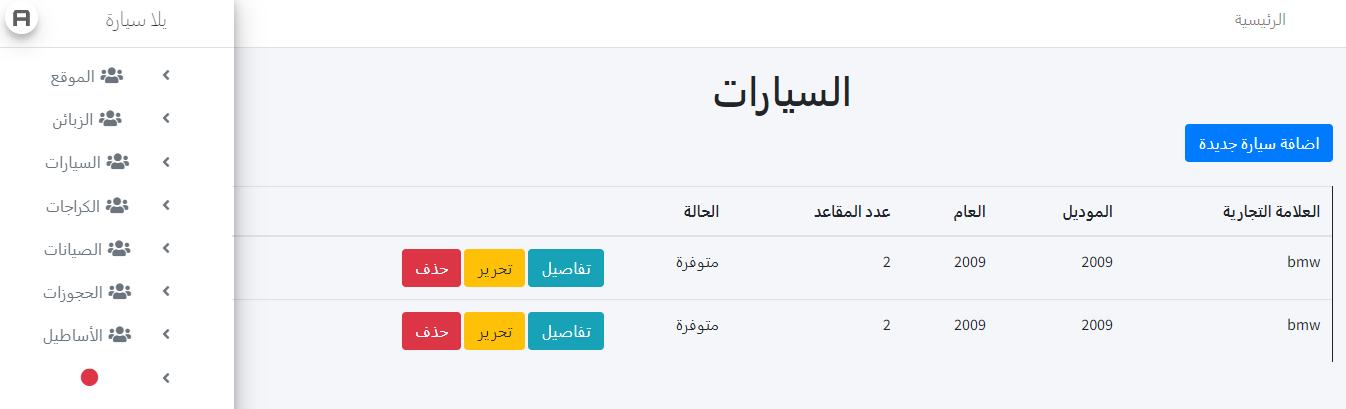 الرئيسية
يلا سيارة
الموقع
الزبائن
السيارات
الكراجات
الصيانات
الحجوزات
الأساطيل
السيارات
اضافة سيارة جديدة
العلامة التجارية الموديل العام عدد المقاعد الحالة
bmw 2009 2009 2 متوفرة تفاصيل تحرير حذف
bmw 2009 2009 2 متوفرة تفاصيل تحرير حذف